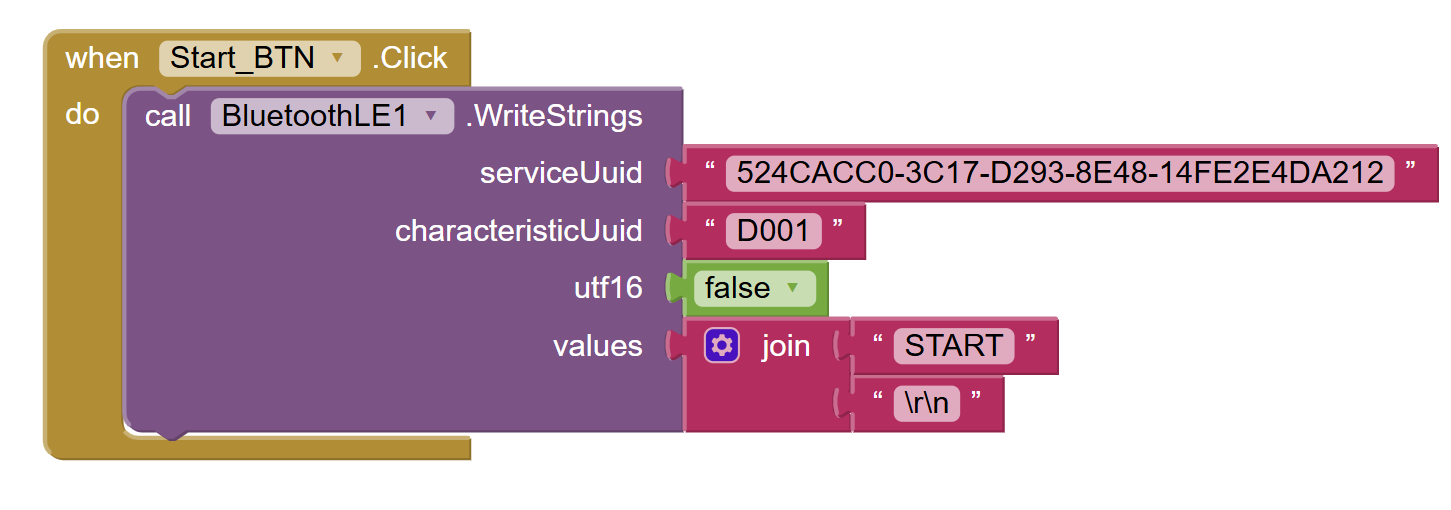 when Start_BTN .Click
do call BluetoothLE1 .WriteStrings
serviceUuid “ 524CACC0-3C17-D293-8E48-14FE2E4DA212 ”
characteristicUuid “ D001 ”
utf16 false
values join “ START ”
“ \r\n ”